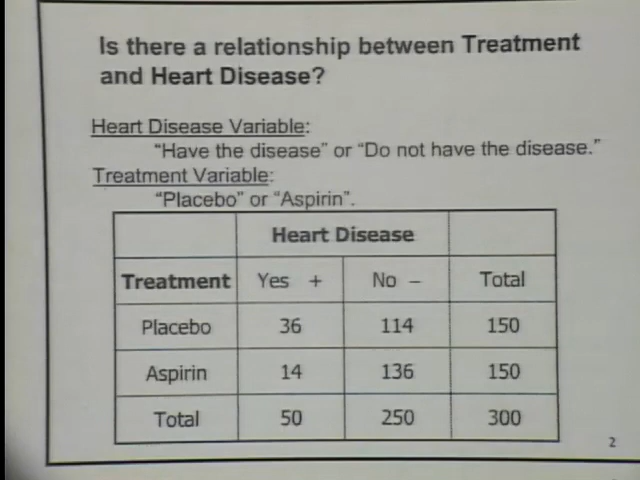 Is there a relationship between Treatment
and Heart Disease?
Heart Disease Variable:
"Have the disease" or "Do not have the disease."
Treatment Variable:
"Placebo" or "Aspirin".
Heart Disease
Treatment Yes + No – Total
Placebo 36 114 150
Aspirin 14 136 150
Total 50 250 300
2